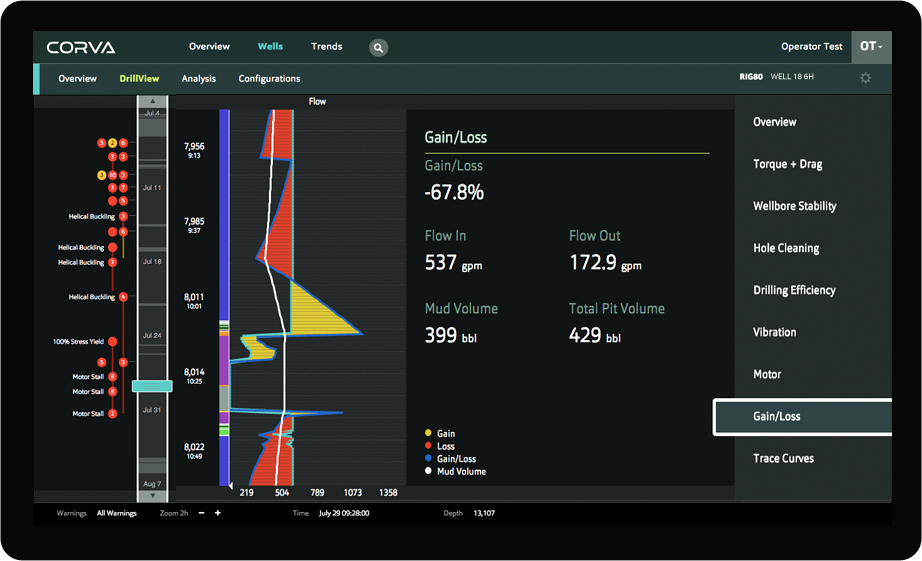 CORVA
Overview Wells Trends
Operator Test OT
Overview DrillView Analysis Configurations
RIG80 WELL 18 6H
Jul 4
3 2 6
3 3
3 10 3
Jul 11
3 7
5
Helical Buckling 3
6
Helical Buckling
Jul 18
Helical Buckling 3
Helical Buckling 4
Jul 24
100% Stress Yield
5 3
Motor Stall 8
Motor Stall 8
Jul 31
Motor Stall 2
Aug 7
Flow
7,956
9:13
7,985
9:37
8,011
10:01
8,014
10:25
8,022
10:49
219 504 789 1073 1358
Gain/Loss
Gain/Loss
-67.8%
Flow In Flow Out
537 gpm 172.9 gpm
Mud Volume Total Pit Volume
399 bbl 429 bbl
Gain
Loss
Gain/Loss
Mud Volume
Overview
Torque + Drag
Wellbore Stability
Hole Cleaning
Drilling Efficiency
Vibration
Motor
Gain/Loss
Trace Curves
Warnings All Warnings Zoom 2h − + Time July 29 09:28:00 Depth 13,107